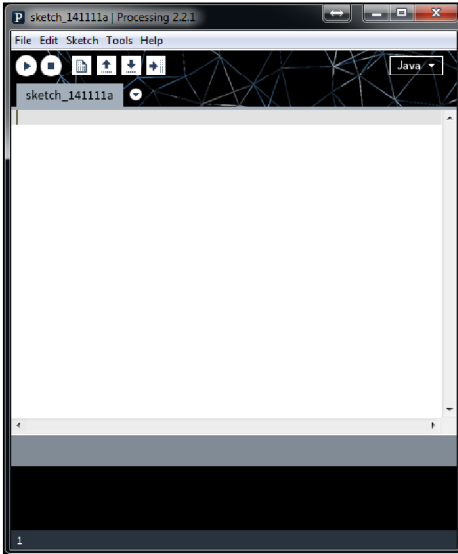 P sketch_141111a | Processing 2.2.1
File Edit Sketch Tools Help
Java
sketch_141111a
1